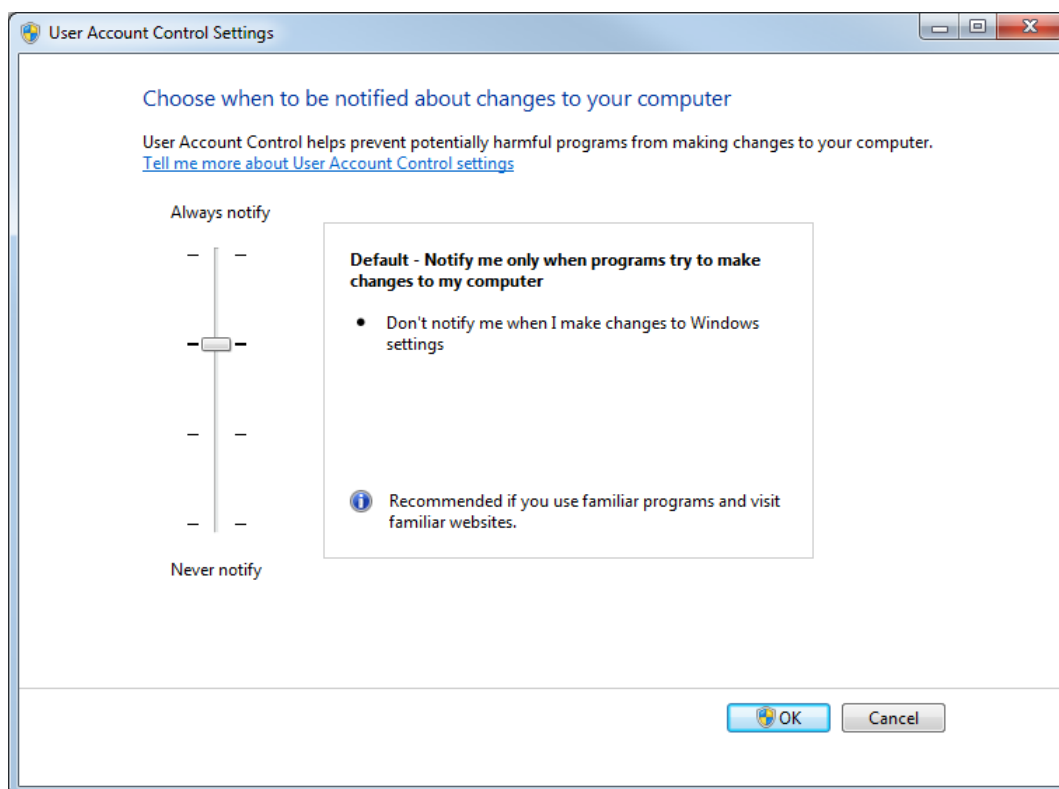 User Account Control Settings
Choose when to be notified about changes to your computer
User Account Control helps prevent potentially harmful programs from making changes to your computer.
Tell me more about User Account Control settings
Always notify
Default - Notify me only when programs try to make
changes to my computer
• Don't notify me when I make changes to Windows
settings
Recommended if you use familiar programs and visit
familiar websites.
Never notify
OK
Cancel